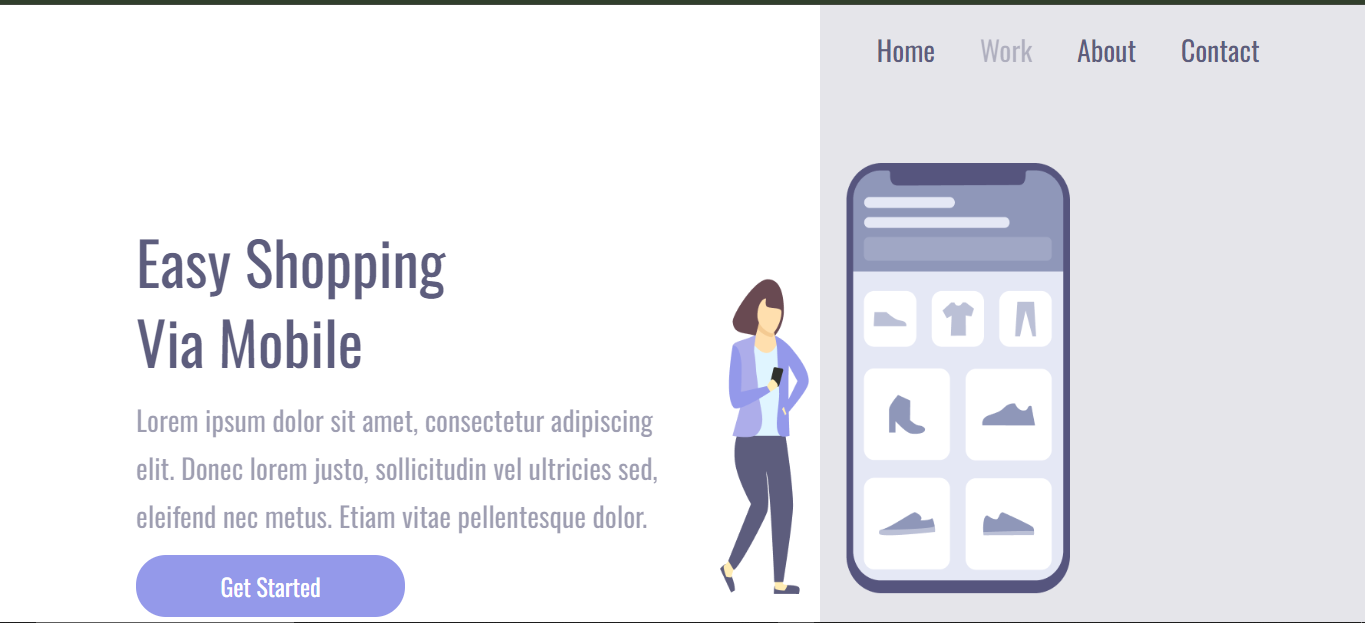 Home Work About Contact
Easy Shopping
Via Mobile
Lorem ipsum dolor sit amet, consectetur adipiscing
elit. Donec lorem justo, sollicitudin vel ultricies sed,
eleifend nec metus. Etiam vitae pellentesque dolor.
Get Started